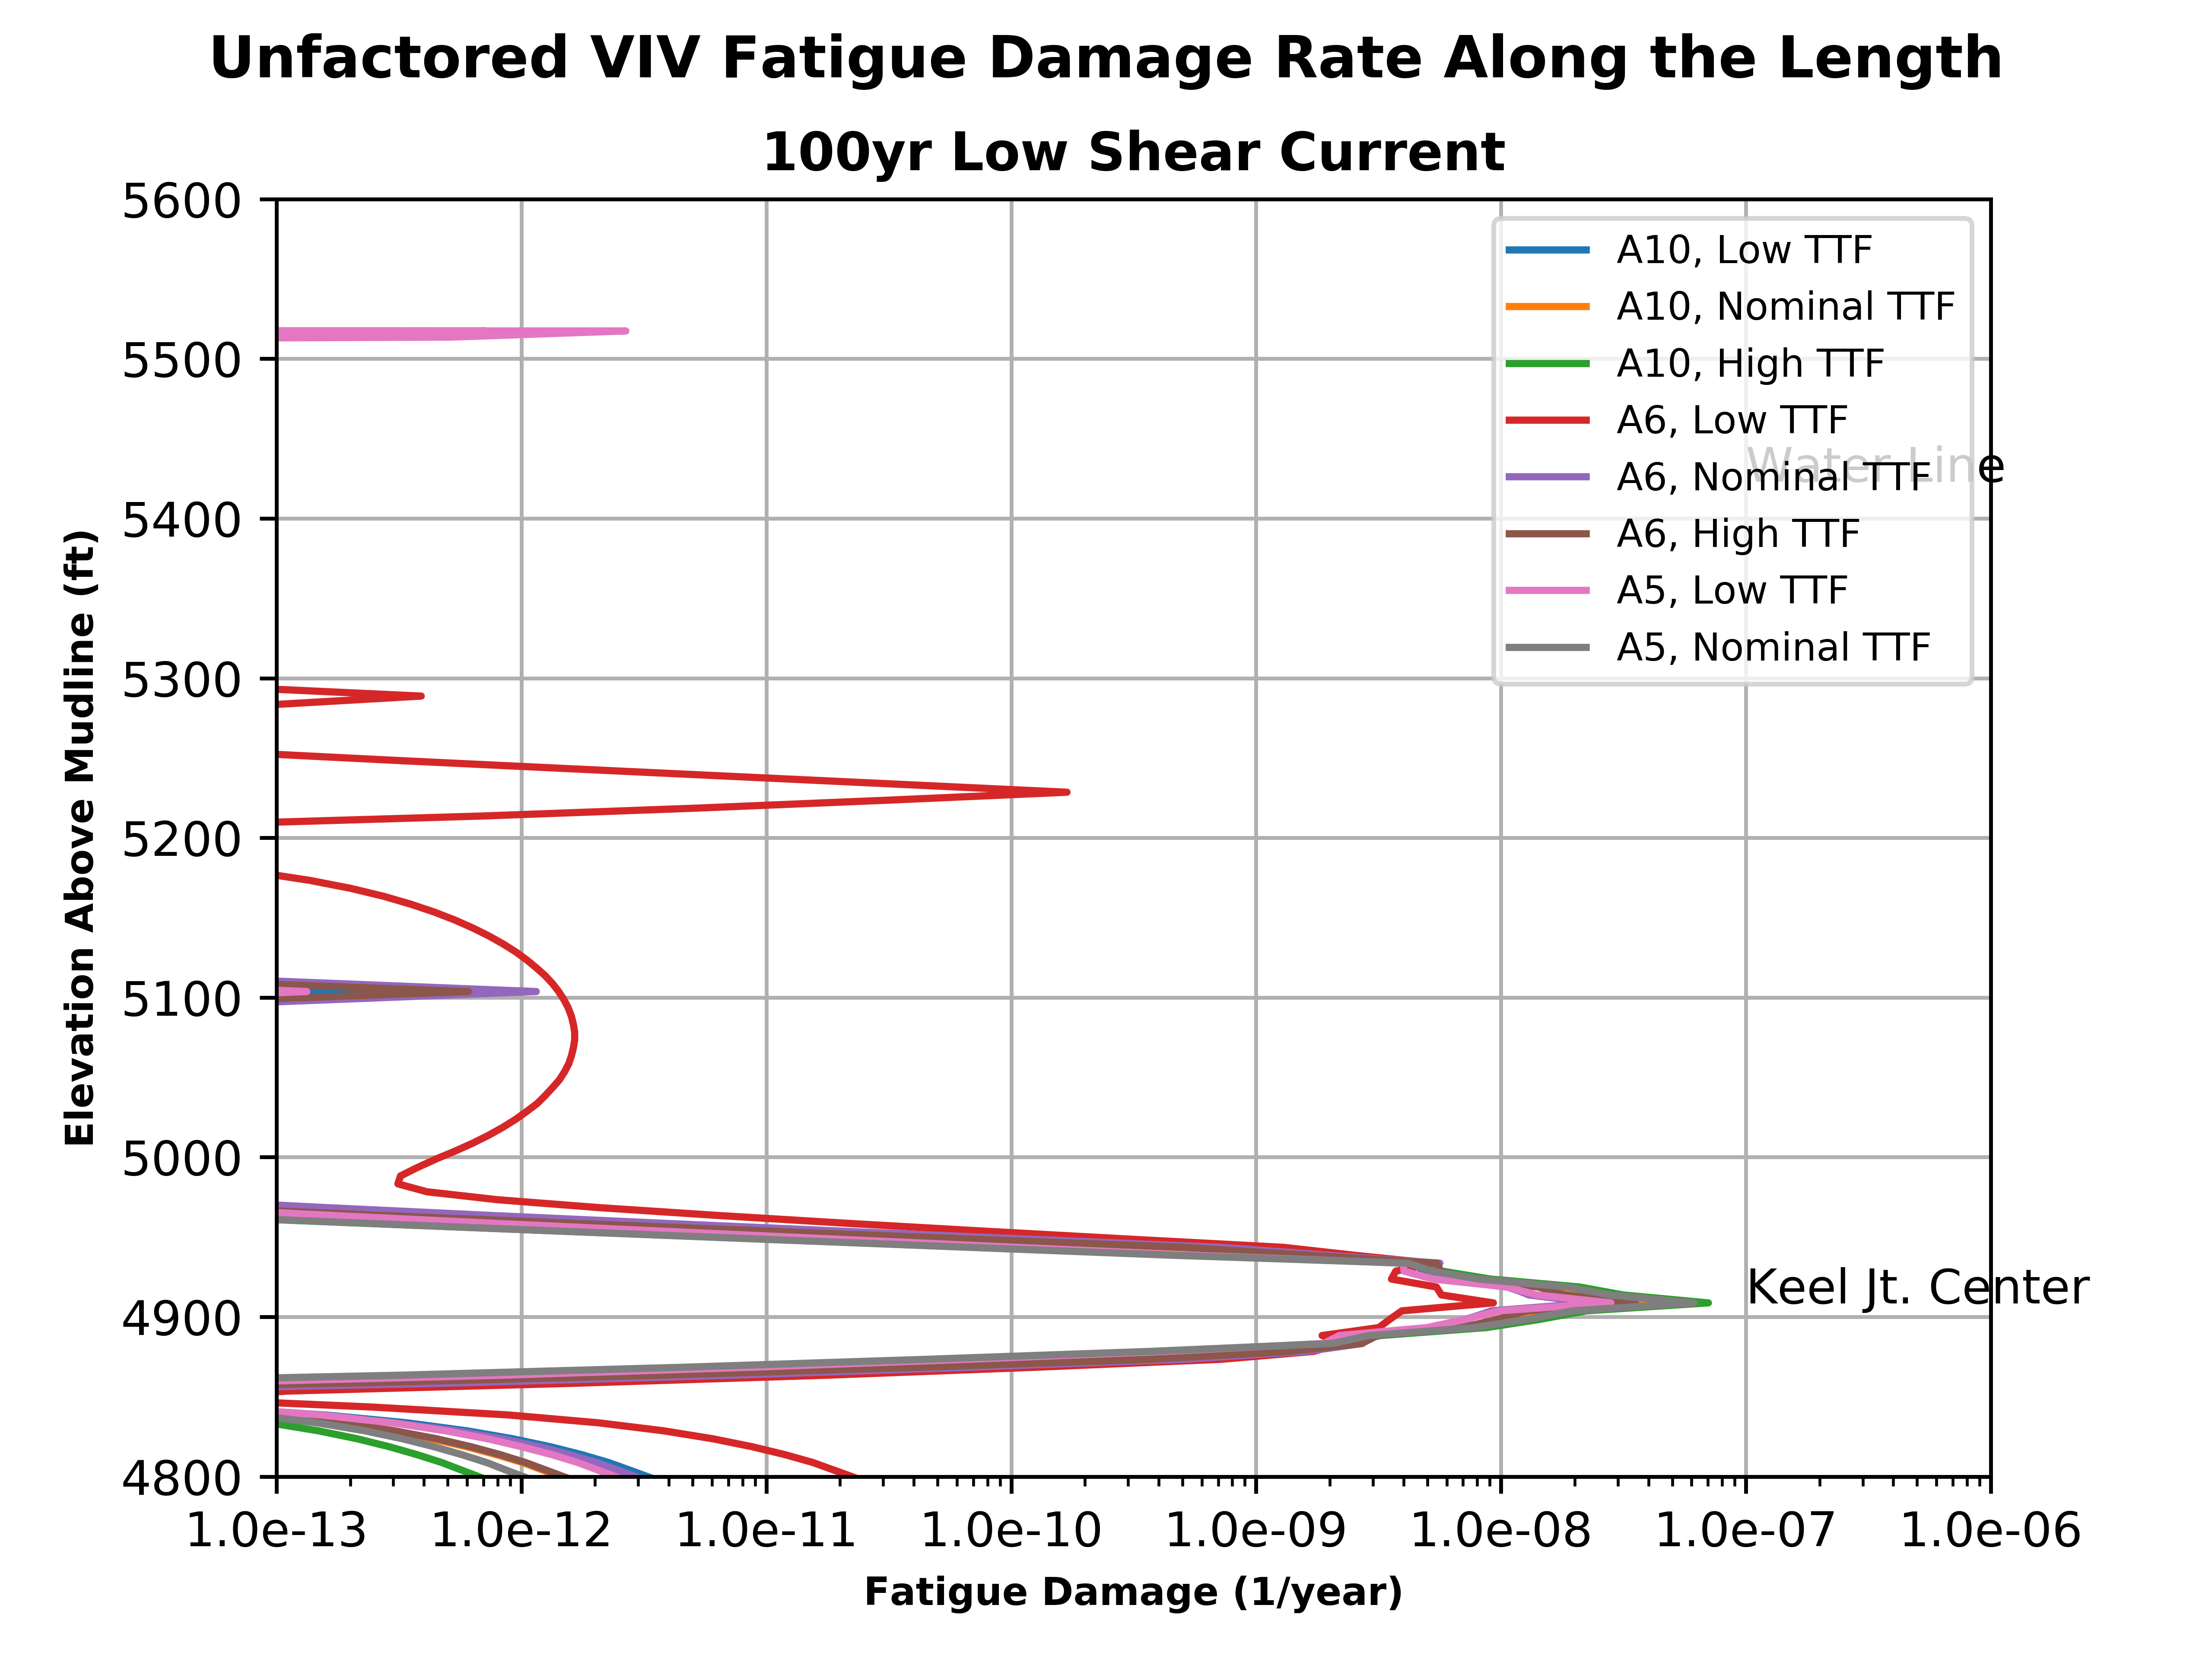 Unfactored VIV Fatigue Damage Rate Along the Length
100yr Low Shear Current
5600
5500
5400
5300
5200
5100
5000
4900
4800
Elevation Above Mudline (ft)
A10, Low TTF
A10, Nominal TTF
A10, High TTF
A6, Low TTF
A6, Nominal TTF
A6, High TTF
A5, Low TTF
A5, Nominal TTF
Water Line
Keel Jt. Center
1.0e-13
1.0e-12
1.0e-11
1.0e-10
1.0e-09
1.0e-08
1.0e-07
1.0e-06
Fatigue Damage (1/year)